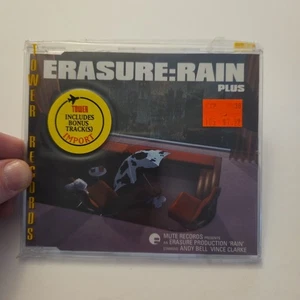 ERASURE:RAIN
PLUS
TOWER
INCLUDES
BONUS
TRACK(S)
IMPORT
TOWER RECORDS
MUTE RECORDS PRESENTS
AN ERASURE PRODUCTION 'RAIN'
STARRING ANDY BELL VINCE CLARKE